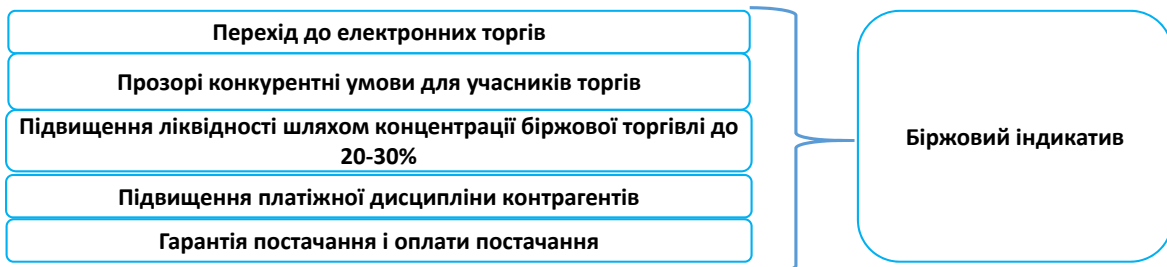 Перехід до електронних торгів
Прозорі конкурентні умови для учасників торгів
Підвищення ліквідності шляхом концентрації біржової торгівлі до
20-30%
Підвищення платіжної дисципліни контрагентів
Гарантія постачання і оплати постачання
Біржовий індикатив